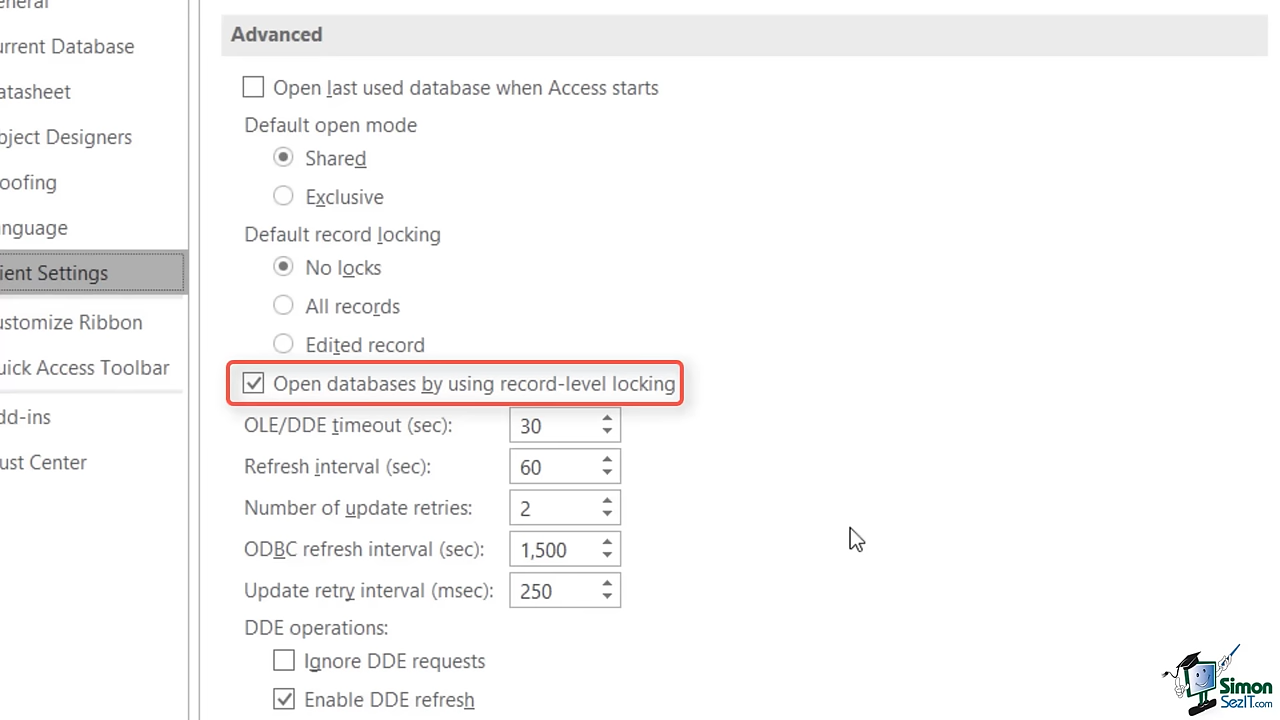 eneral
urrent Database
atasheet
bject Designers
oofing
anguage
ient Settings
ustomize Ribbon
uick Access Toolbar
dd-ins
ust Center
Advanced
Open last used database when Access starts
Default open mode
Shared
Exclusive
Default record locking
No locks
All records
Edited record
Open databases by using record-level locking
OLE/DDE timeout (sec): 30
Refresh interval (sec): 60
Number of update retries: 2
ODBC refresh interval (sec): 1,500
Update retry interval (msec): 250
DDE operations:
Ignore DDE requests
Enable DDE refresh
Simon
SezIT.com